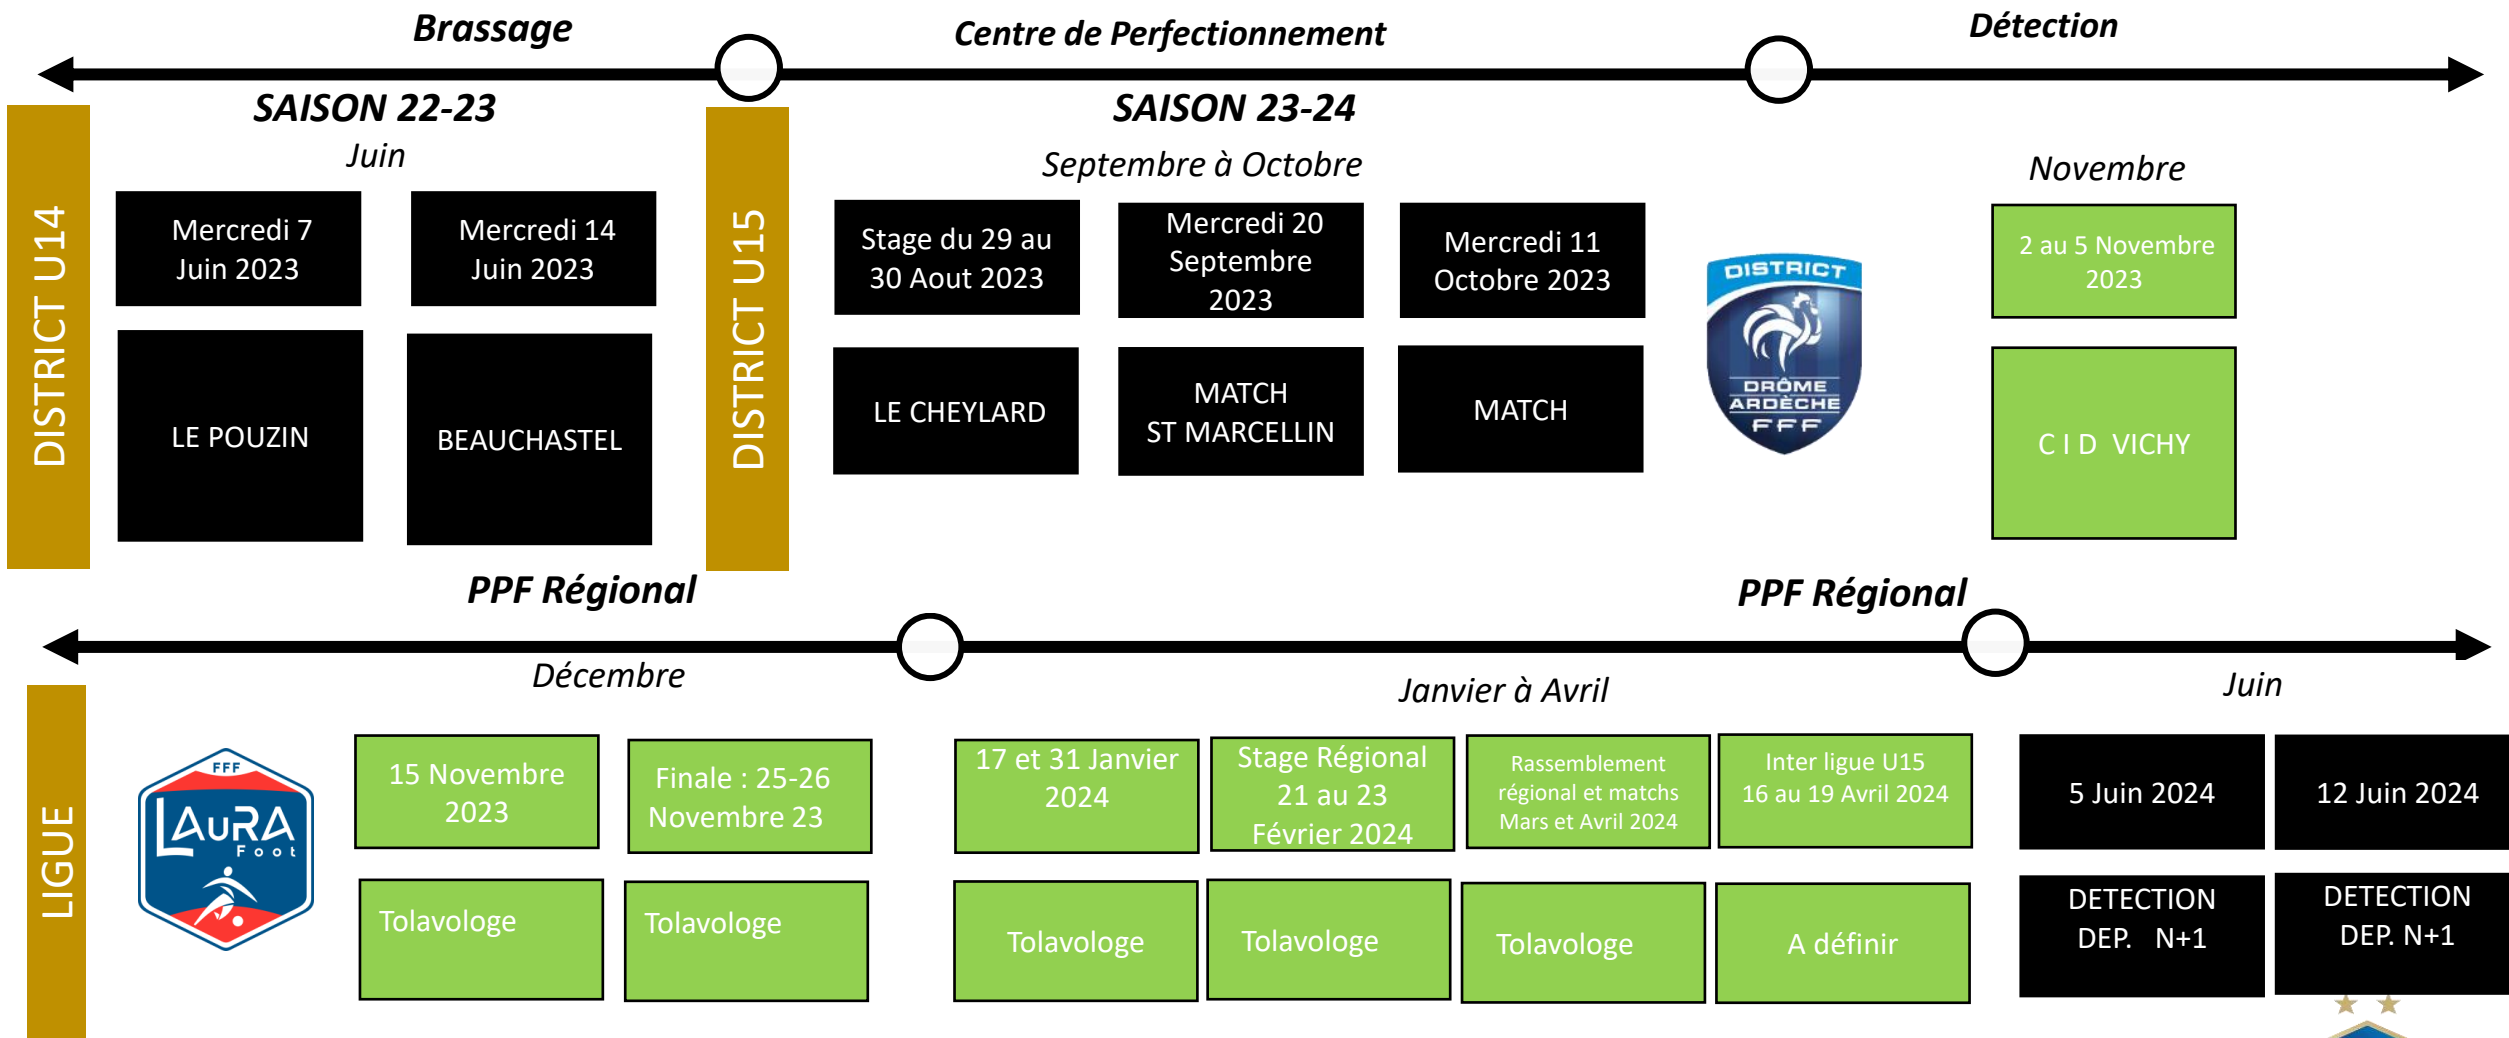 Brassage
Centre de Perfectionnement
Détection
SAISON 22-23
SAISON 23-24
Juin
Septembre à Octobre
Novembre
DISTRICT U14
Mercredi 7
Juin 2023
Mercredi 14
Juin 2023
LE POUZIN
BEAUCHASTEL
DISTRICT U15
Stage du 29 au
30 Aout 2023
Mercredi 20
Septembre
2023
Mercredi 11
Octobre 2023
LE CHEYLARD
MATCH
ST MARCELLIN
MATCH
DISTRICT
DRÔME
ARDÈCHE
FFF
2 au 5 Novembre
2023
C I D VICHY
PPF Régional
PPF Régional
Décembre
Janvier à Avril
Juin
LIGUE
FFF
LAuRA
Foot
15 Novembre
2023
Finale : 25-26
Novembre 23
17 et 31 Janvier
2024
Stage Régional
21 au 23
Février 2024
Rassemblement
régional et matchs
Mars et Avril 2024
Inter ligue U15
16 au 19 Avril 2024
5 Juin 2024
12 Juin 2024
Tolavologe
Tolavologe
Tolavologe
Tolavologe
Tolavologe
A définir
DETECTION
DEP. N+1
DETECTION
DEP. N+1